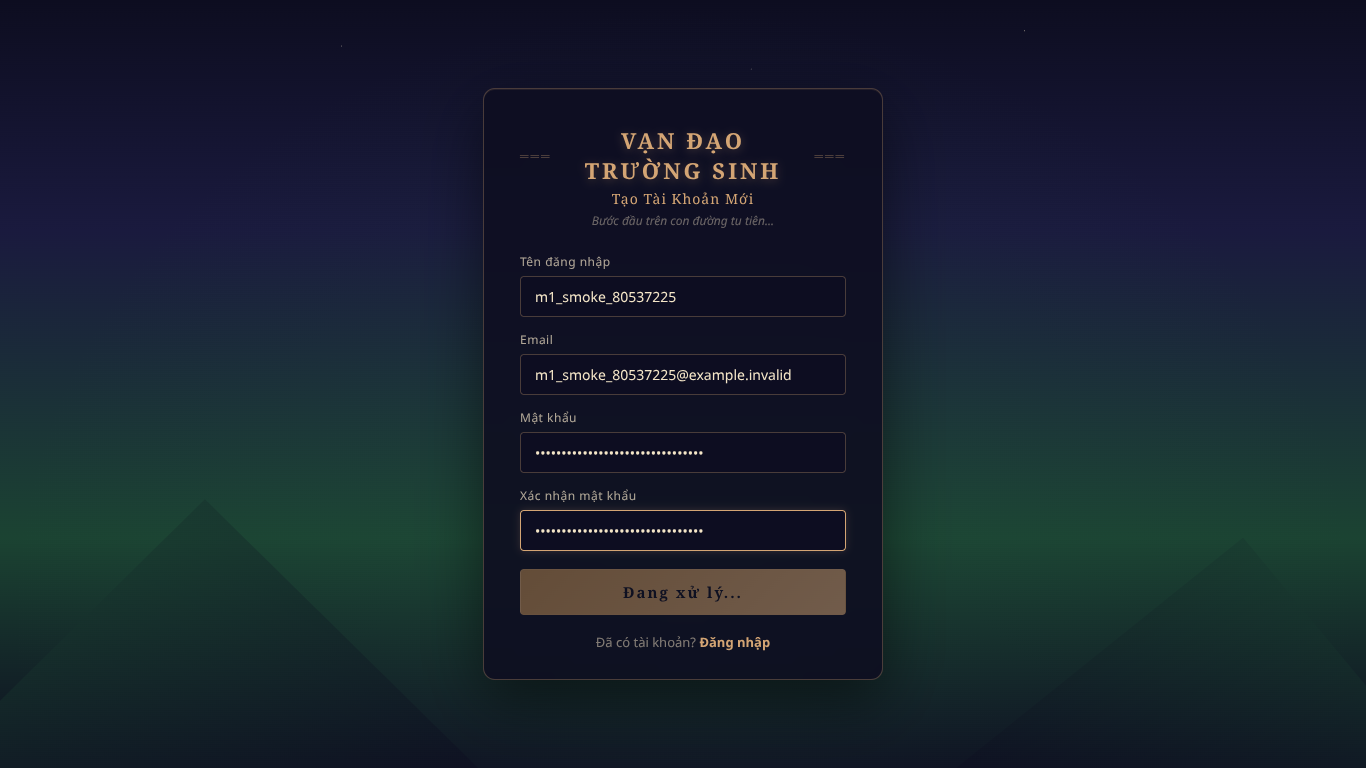 VẠN ĐẠO
=== ===
TRƯỜNG SINH
Tạo Tài Khoản Mới
Bước đầu trên con đường tu tiên...
Tên đăng nhập
m1_smoke_80537225
Email
m1_smoke_80537225@example.invalid
Mật khẩu
••••••••••••••••••••••••••••••••
Xác nhận mật khẩu
••••••••••••••••••••••••••••••••
Đang xử lý...
Đã có tài khoản? Đăng nhập